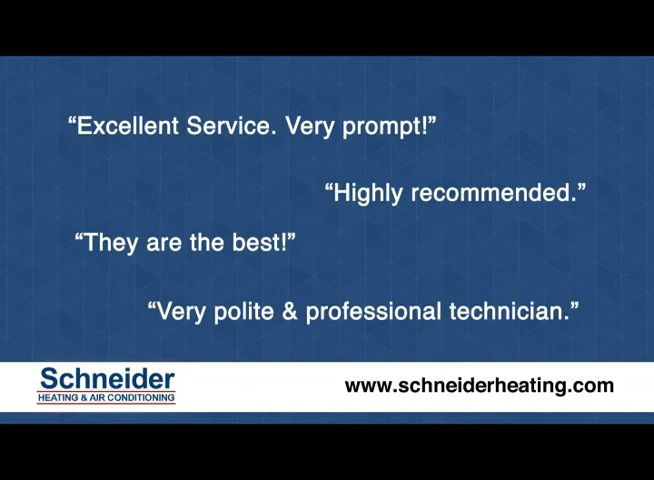 “Excellent Service. Very prompt!”
“Highly recommended.”
“They are the best!”
“Very polite & professional technician.”
Schneider
HEATING & AIR CONDITIONING
www.schneiderheating.com